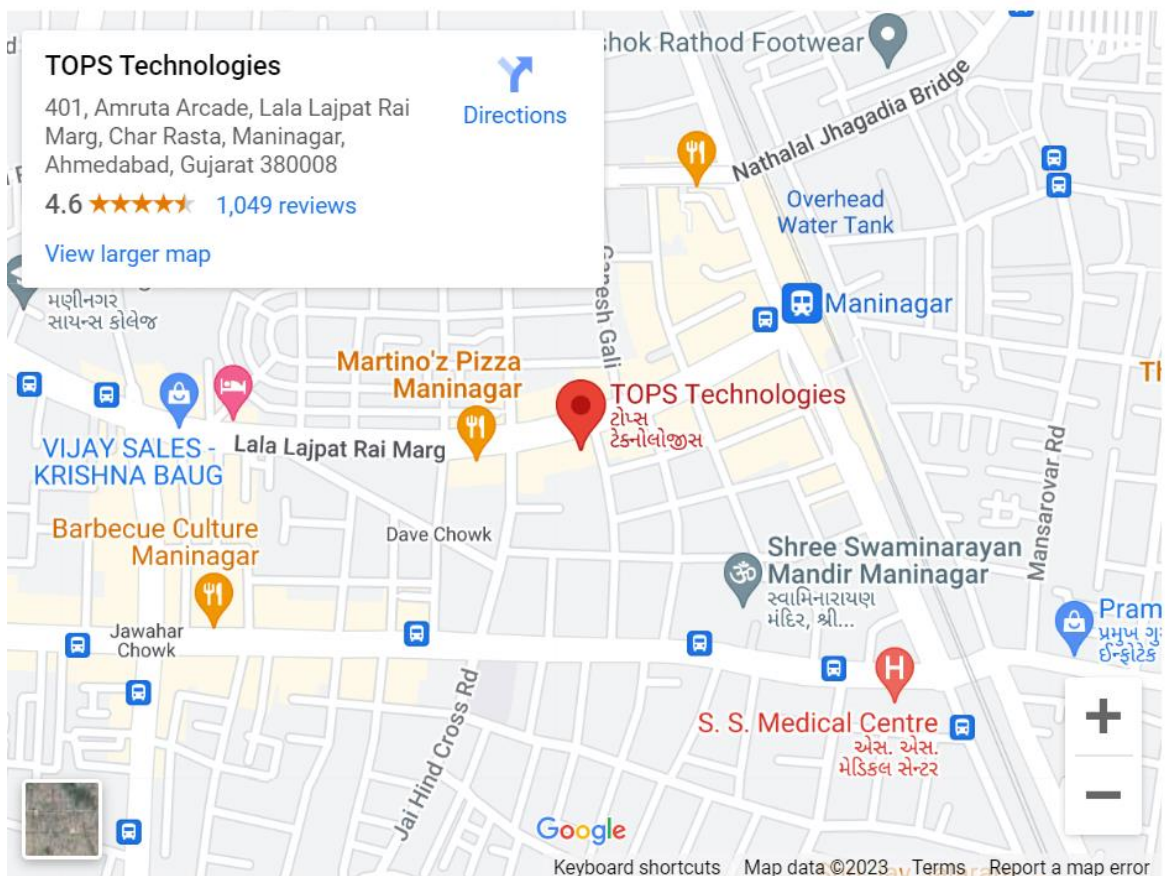 TOPS Technologies
401, Amruta Arcade, Lala Lajpat Rai
Marg, Char Rasta, Maninagar,
Ahmedabad, Gujarat 380008
4.6
1,049 reviews
View larger map
Directions
hok Rathod Footwear
Nathalal Jhagadia Bridge
Overhead
Water Tank
Ganesh Gali
Maninagar
મણીનગર
સાયન્સ કોલેજ
Martino'z Pizza
Maninagar
TOPS Technologies
ટોપ્સ
ટેક્નોલોજીસ
VIJAY SALES -
KRISHNA BAUG
Lala Lajpat Rai Marg
Mansarovar Rd
Barbecue Culture
Maninagar
Dave Chowk
Shree Swaminarayan
Mandir Maninagar
સ્વામિનારાયણ
મંદિર, શ્રી...
Jawahar
Chowk
Pram
પ્રમુખ ગુ
ઈન્ફોટેક
H
S. S. Medical Centre
એસ. એસ.
મેડિકલ સેન્ટર
Jai Hind Cross Rd
+
−
Google
Keyboard shortcuts
Map data ©2023
Terms
Report a map error